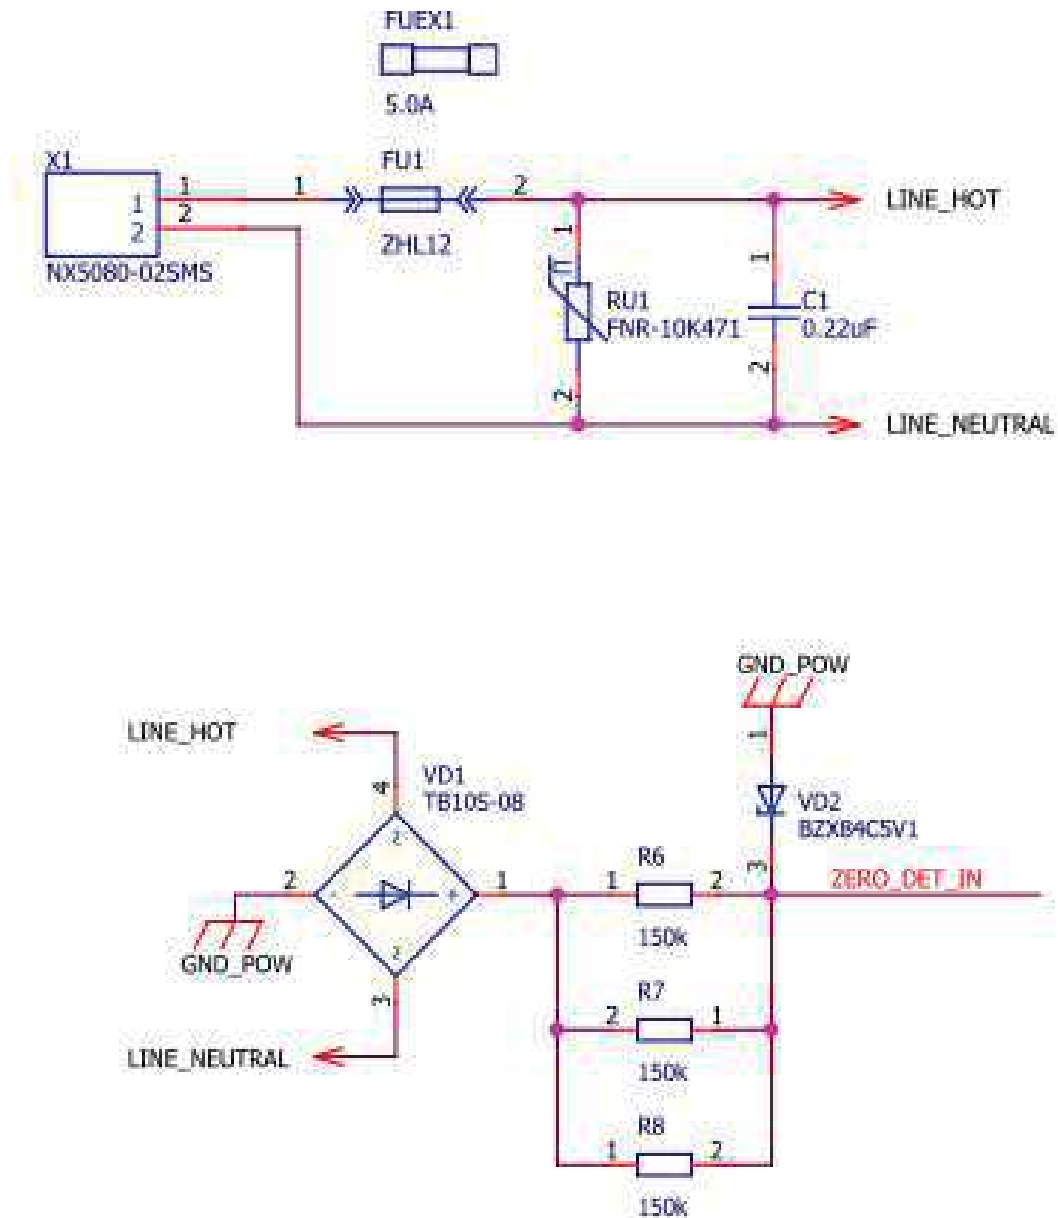 FUEX1
5.0A
X1
FU1
1
1
2
1
2
2
LINE_HOT
ZHL12
NX5080-02SMS
1
1
RU1
FNR-10K471
C1
0.22uF
2
2
LINE_NEUTRAL
GND_POW
LINE_HOT
1
4
VD1
TB10S-08
VD2
BZX84C5V1
R6
3
ZERO_DET_IN
2
1
1
2
GND_POW
150k
3
R7
2
1
LINE_NEUTRAL
150k
R8
1
2
150k